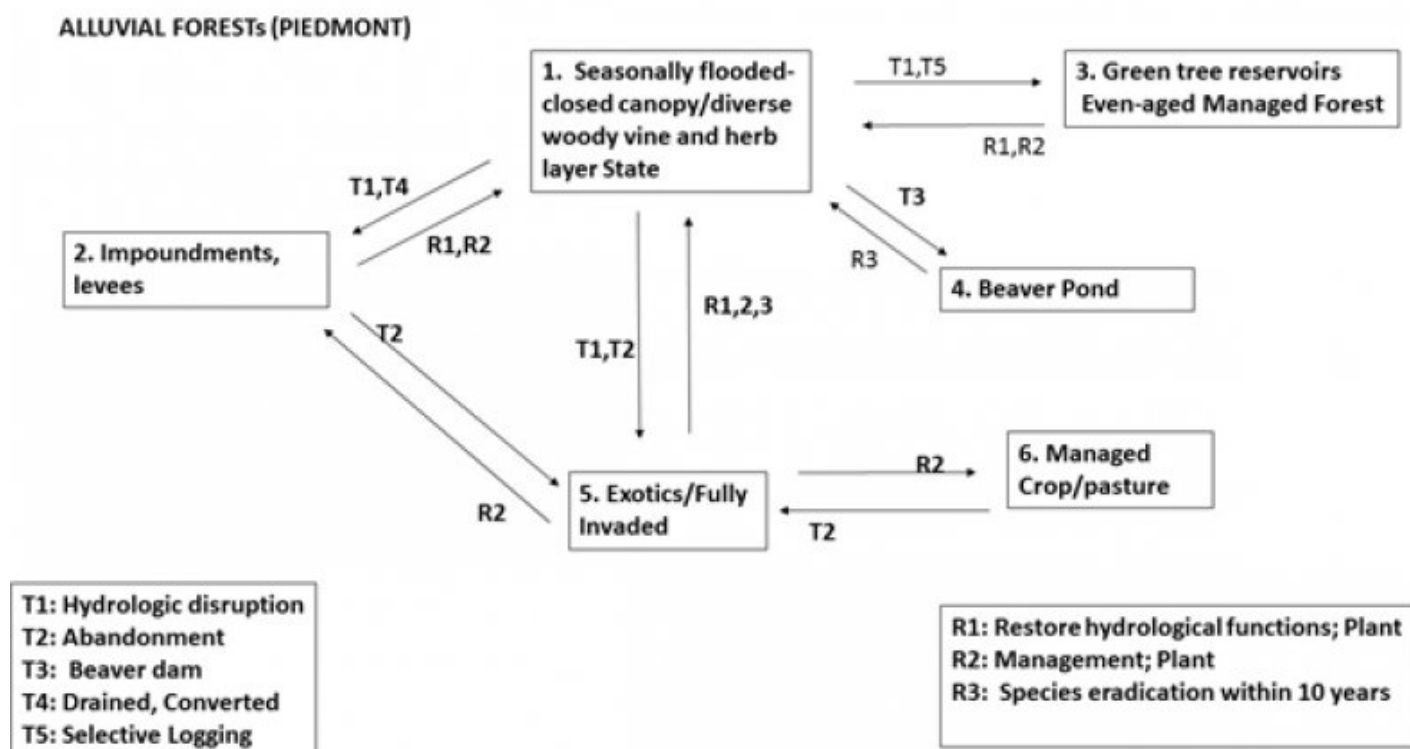 ALLUVIAL FORESTs (PIEDMONT)
1. Seasonally flooded-
closed canopy/diverse
woody vine and herb
layer State
T1,T5
R1,R2
3. Green tree reservoirs
Even-aged Managed Forest
T1,T4
R1,R2
T3
R3
2. Impoundments,
levees
4. Beaver Pond
R1,2,3
T2
T1,T2
R2
5. Exotics/Fully
Invaded
R2
T2
6. Managed
Crop/pasture
T1: Hydrologic disruption
T2: Abandonment
T3: Beaver dam
T4: Drained, Converted
T5: Selective Logging
R1: Restore hydrological functions; Plant
R2: Management; Plant
R3: Species eradication within 10 years